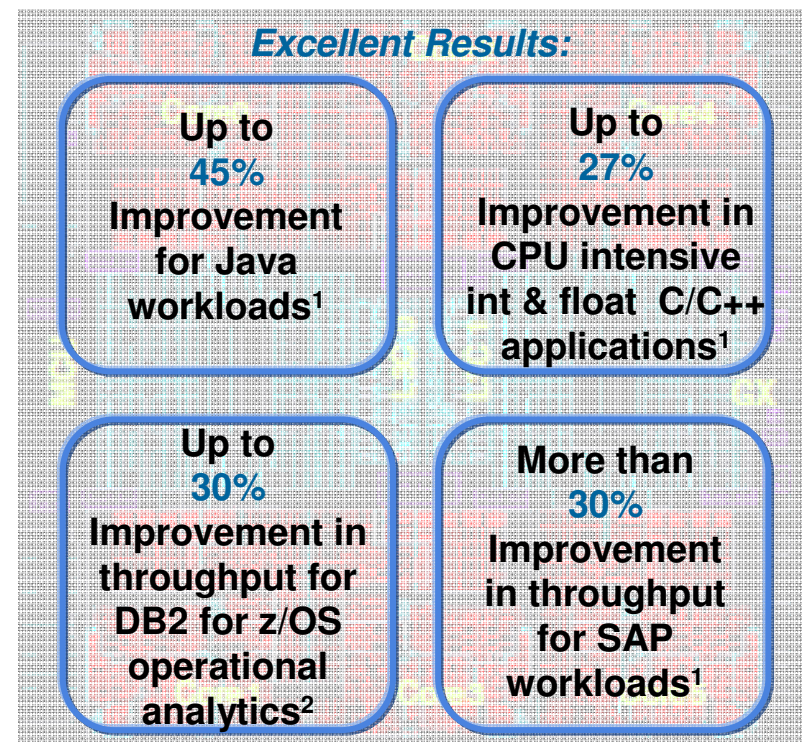 Excellent Results:
Up to
45%
Improvement
for Java
workloads¹
Up to
27%
Improvement in
CPU intensive
int & float C/C++
applications¹
Up to
30%
Improvement in
throughput for
DB2 for z/OS
operational
analytics²
More than
30%
Improvement
in throughput
for SAP
workloads¹
GX
Core3